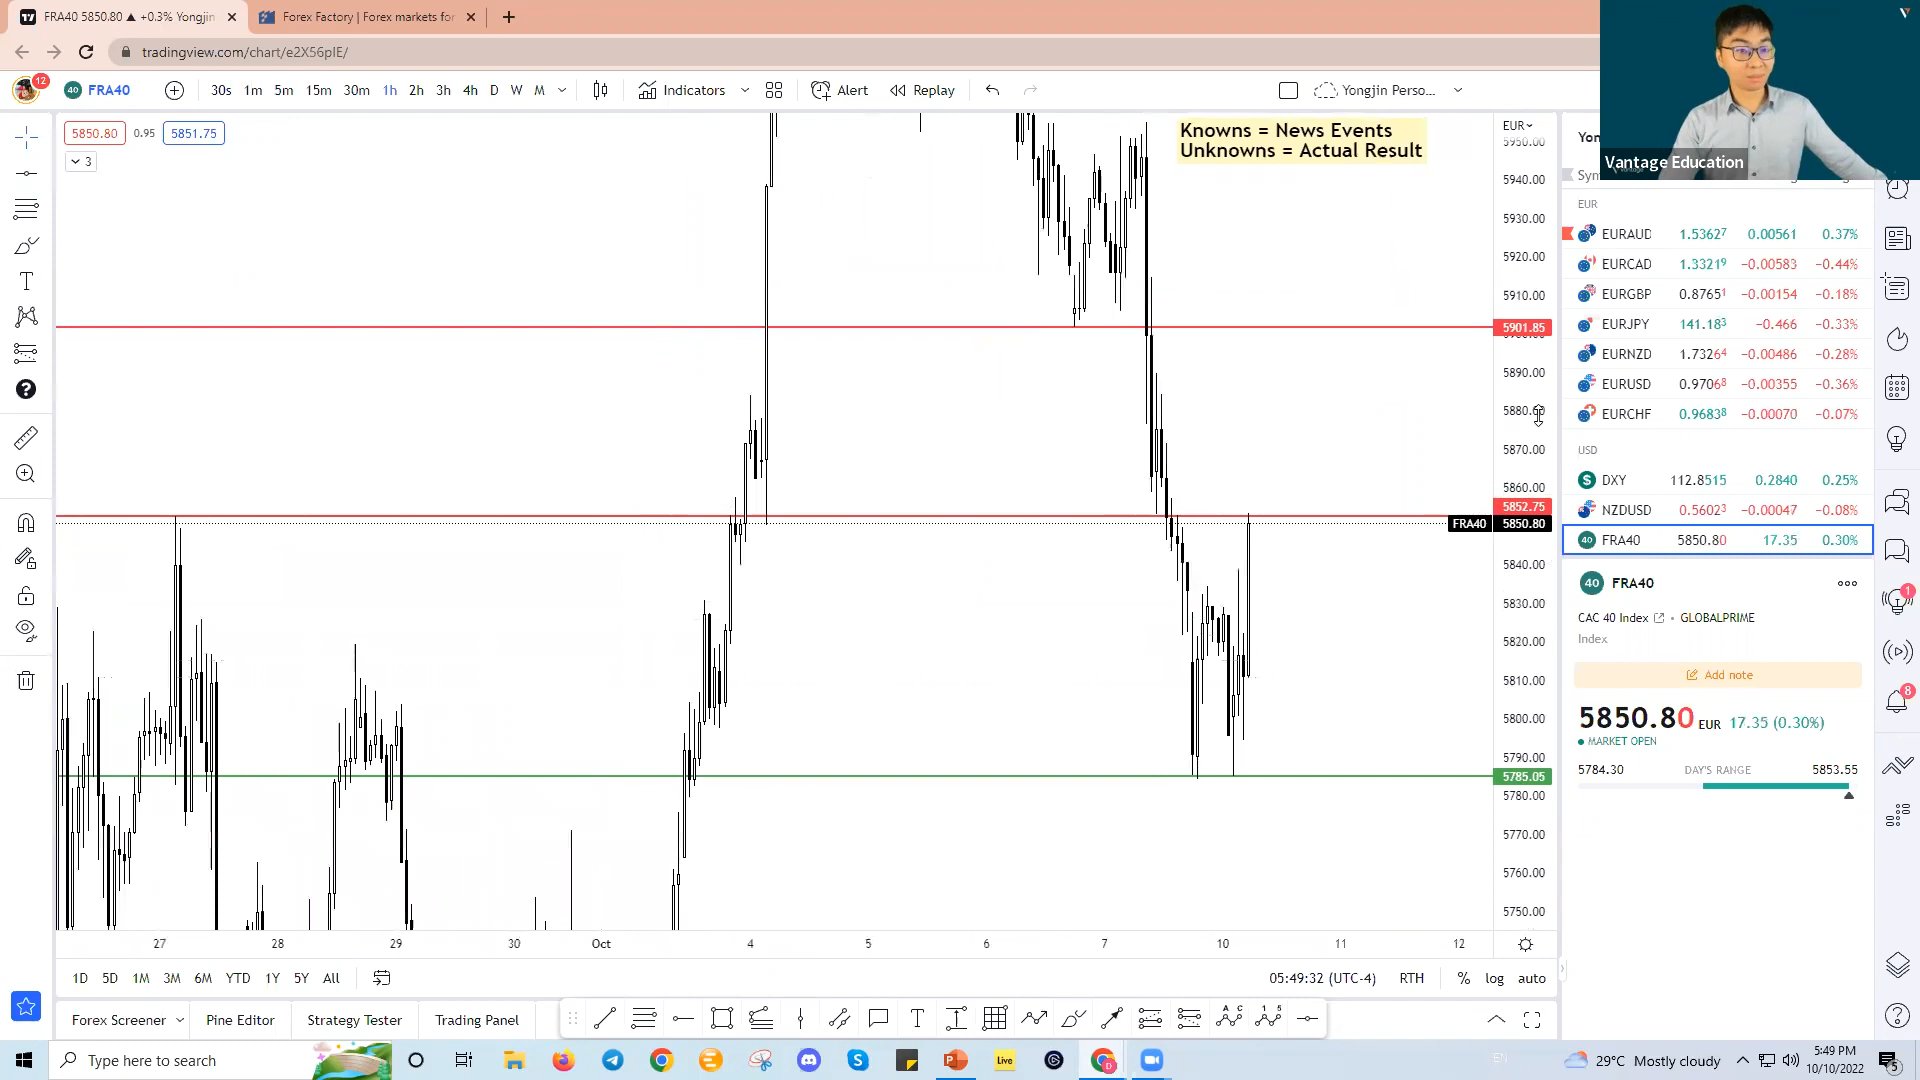 FRA40 5850.80 ▲ +0.3% Yongjin
Forex Factory | Forex markets for
tradingview.com/chart/e2X56pIE/
12
40 FRA40
30s 1m 5m 15m 30m 1h 2h 3h 4h D W M
Indicators
Alert
Replay
Yongjin Perso...
5850.80 0.95 5851.75
3
Knowns = News Events
Unknowns = Actual Result
EUR
5950.00
5940.00
5930.00
5920.00
5910.00
5901.85
5890.00
5880.00
5870.00
5860.00
5852.75
FRA40 5850.80
5840.00
5830.00
5820.00
5810.00
5800.00
5790.00
5785.05
5780.00
5770.00
5760.00
5750.00
27 28 29 30 Oct 4 5 6 7 10 11 12
1D 5D 1M 3M 6M YTD 1Y 5Y All
05:49:32 (UTC-4) RTH % log auto
Forex Screener Pine Editor Strategy Tester Trading Panel
Vantage Education
Yon
Sym
EUR
EURAUD 1.53627 0.00561 0.37%
EURCAD 1.33219 −0.00583 −0.44%
EURGBP 0.87651 −0.00154 −0.18%
EURJPY 141.183 −0.466 −0.33%
EURNZD 1.73264 −0.00486 −0.28%
EURUSD 0.97068 −0.00355 −0.36%
EURCHF 0.96838 −0.00070 −0.07%
USD
DXY 112.8515 0.2840 0.25%
NZDUSD 0.56023 −0.00047 −0.08%
40 FRA40 5850.80 17.35 0.30%
40 FRA40
CAC 40 Index • GLOBALPRIME
Index
Add note
5850.80 EUR 17.35 (0.30%)
MARKET OPEN
5784.30 DAY'S RANGE 5853.55
1
8
Type here to search
Live
29°C Mostly cloudy
5:49 PM
10/10/2022
5